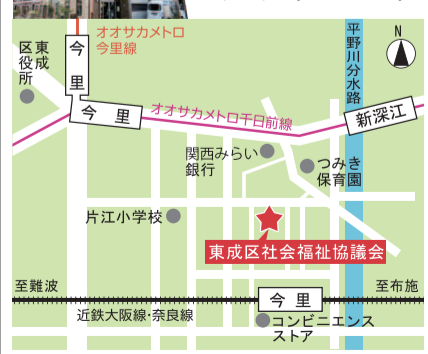 オオサカメトロ
今里線
平野川分水路
N
東成
区役所
今里
今里
オオサカメトロ千日前線
新深江
関西みらい
銀行
つみき
保育園
片江小学校
東成区社会福祉協議会
至難波
今里
至布施
近鉄大阪線・奈良線
コンビニエンス
ストア